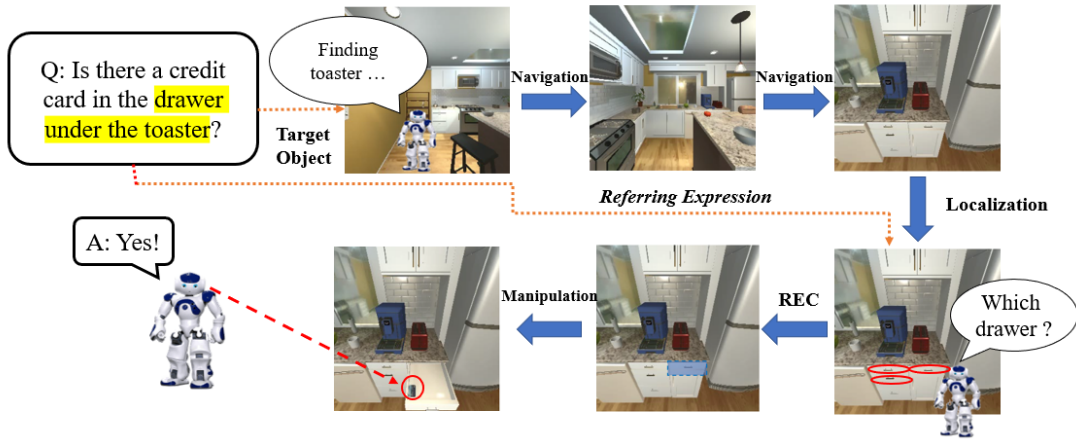 Q: Is there a credit
card in the drawer
under the toaster?
Finding
toaster ...
Target
Object
Navigation
Navigation
Referring Expression
Localization
Which
drawer ?
REC
Manipulation
A: Yes!